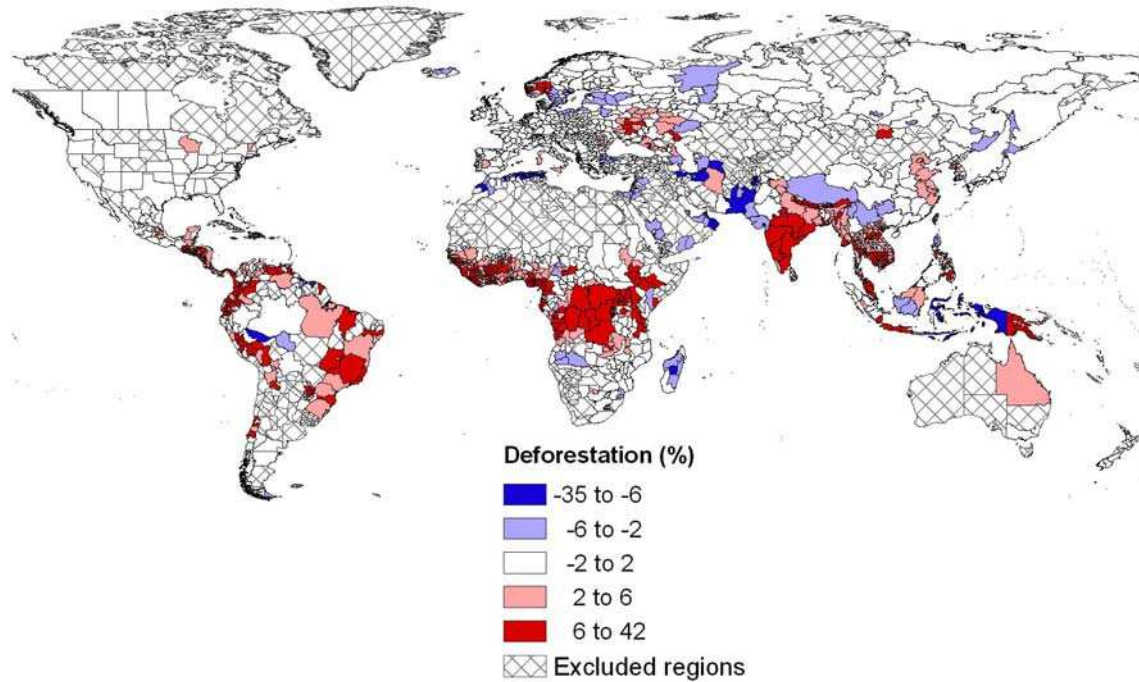 Deforestation (%)
-35 to -6
-6 to -2
-2 to 2
2 to 6
6 to 42
Excluded regions